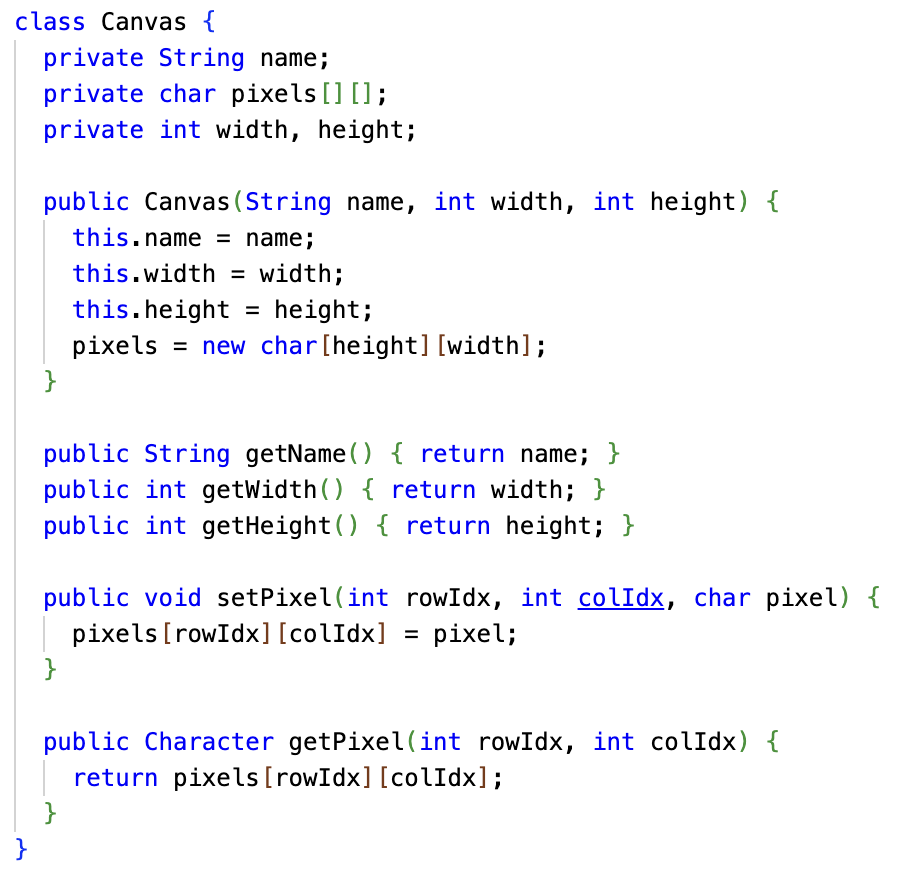 class Canvas {
  private String name;
  private char pixels[][];
  private int width, height;

  public Canvas(String name, int width, int height) {
    this.name = name;
    this.width = width;
    this.height = height;
    pixels = new char[height][width];
  }

  public String getName() { return name; }
  public int getWidth() { return width; }
  public int getHeight() { return height; }

  public void setPixel(int rowIdx, int colIdx, char pixel) {
    pixels[rowIdx][colIdx] = pixel;
  }

  public Character getPixel(int rowIdx, int colIdx) {
    return pixels[rowIdx][colIdx];
  }
}